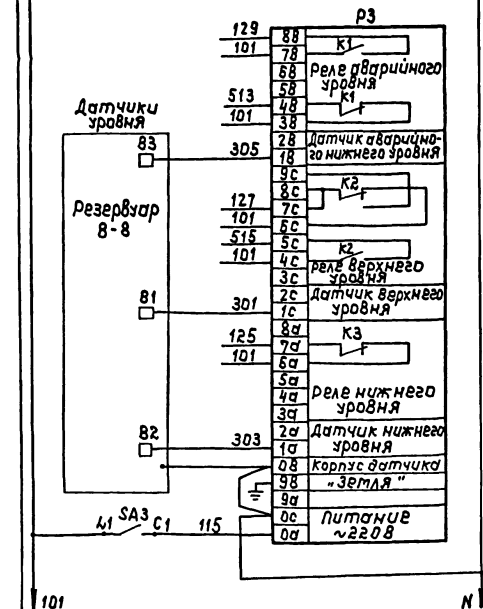 Р3
129
8В
К1
101
7В
6В
Реле аварийного
уровня
5В
К1
513
4В
101
3В
Датчики
уровня
2В
Датчик аварийно-
го нижнего уровня
В3
305
1В
9С
8С
К2
127
7С
101
6С
515
5С
К2
101
4С
Реле верхнего
уровня
3С
Резервуар
В-8
2С
Датчик верхнего
уровня
В1
301
1С
8а
К3
125
7а
101
6а
5а
4а
Реле нижнего
уровня
3а
2а
Датчик нижнего
уровня
В2
303
1а
0В
Корпус датчика
9В
„Земля"
9а
0С
Питание
~220В
Л1
SA3
С1
115
0а
101
N